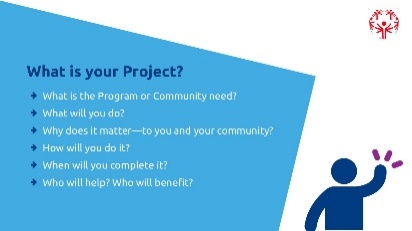 What is your Project?
What is the Program or Community need?
What will you do?
Why does it matter—to you and your community?
How will you do it?
When will you complete it?
Who will help? Who will benefit?